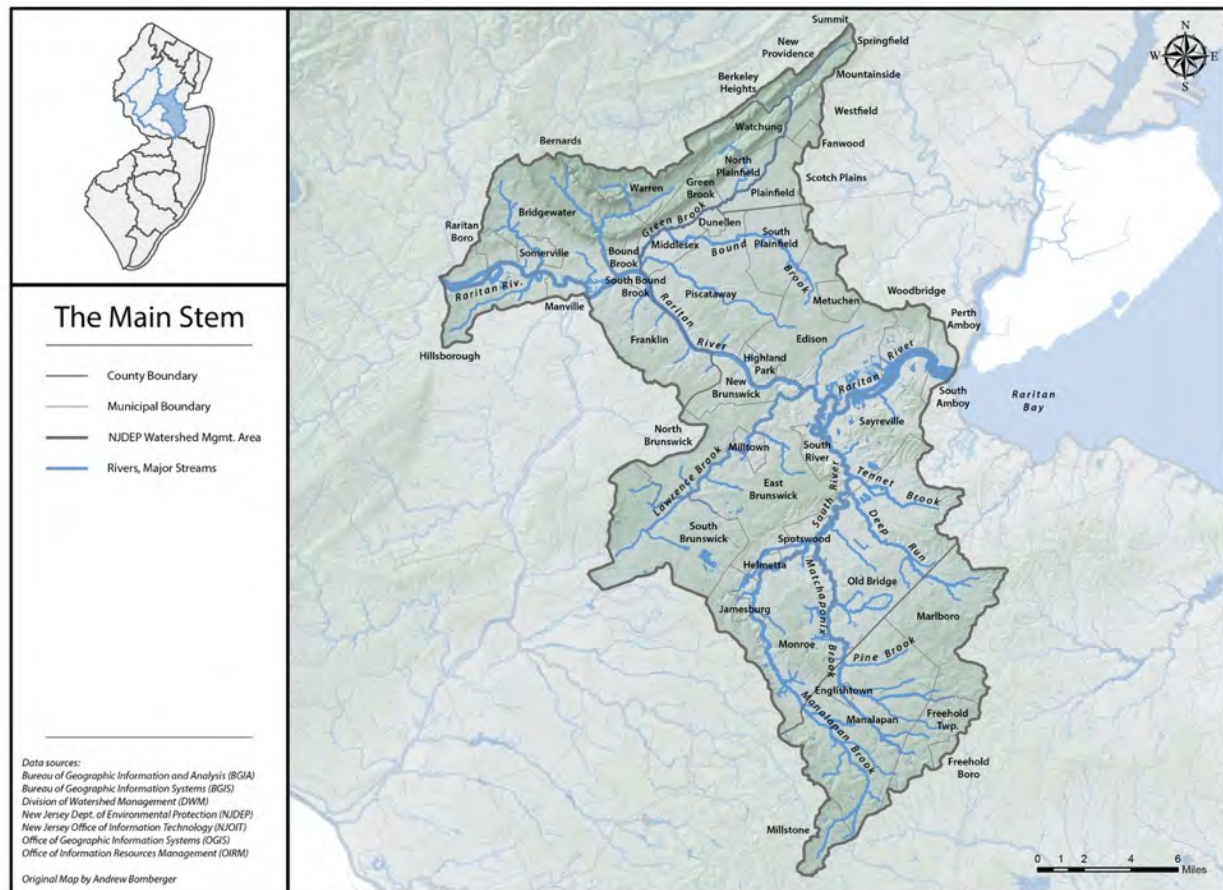 The Main Stem
County Boundary
Municipal Boundary
NJDEP Watershed Mgmt. Area
Rivers, Major Streams
Data sources:
Bureau of Geographic Information and Analysis (BGIA)
Bureau of Geographic Information Systems (BGIS)
Division of Watershed Management (DWM)
New Jersey Dept. of Environmental Protection (NJDEP)
New Jersey Office of Information Technology (NJOIT)
Office of Geographic Information Systems (OGIS)
Office of Information Resources Management (OIRM)
Original Map by Andrew Bomberger
N
W E
S
Summit
New
Providence
Springfield
Berkeley
Heights
Mountainside
Westfield
Watchung
Fanwood
Bernards
North
Plainfield
Scotch Plains
Warren
Green
Brook
Plainfield
Bridgewater
Green Brook
Dunellen
Raritan
Boro
Somerville
Bound
Brook
Middlesex
Bound Brook
South
Plainfield
Raritan Riv.
South Bound
Brook
Piscataway
Manville
Metuchen
Woodbridge
Perth
Amboy
Raritan River
Franklin
Edison
Hillsborough
Highland
Park
Raritan River
New
Brunswick
South
Amboy
Raritan
Bay
Sayreville
North
Brunswick
Milltown
South
River
Lawrence Brook
East
Brunswick
South River
Tennet Brook
Deep Run
South
Brunswick
Spotswood
Helmetta
Old Bridge
Matchaponix Brook
Jamesburg
Marlboro
Monroe
Pine Brook
Englishtown
Manalapan Brook
Manalapan
Freehold
Twp.
Freehold
Boro
Millstone
0 1 2 4 6
Miles